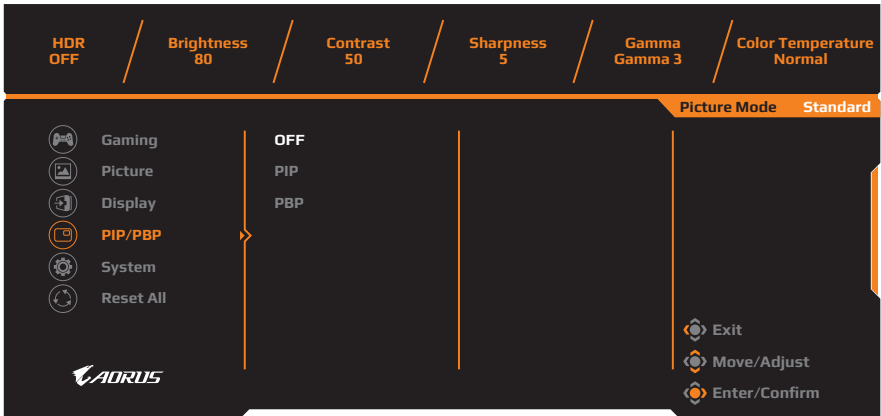 HDR
OFF
Brightness
80
Contrast
50
Sharpness
5
Gamma
Gamma 3
Color Temperature
Normal
Picture Mode Standard
Gaming
Picture
Display
PIP/PBP
System
Reset All
OFF
PIP
PBP
Exit
Move/Adjust
Enter/Confirm
AORUS